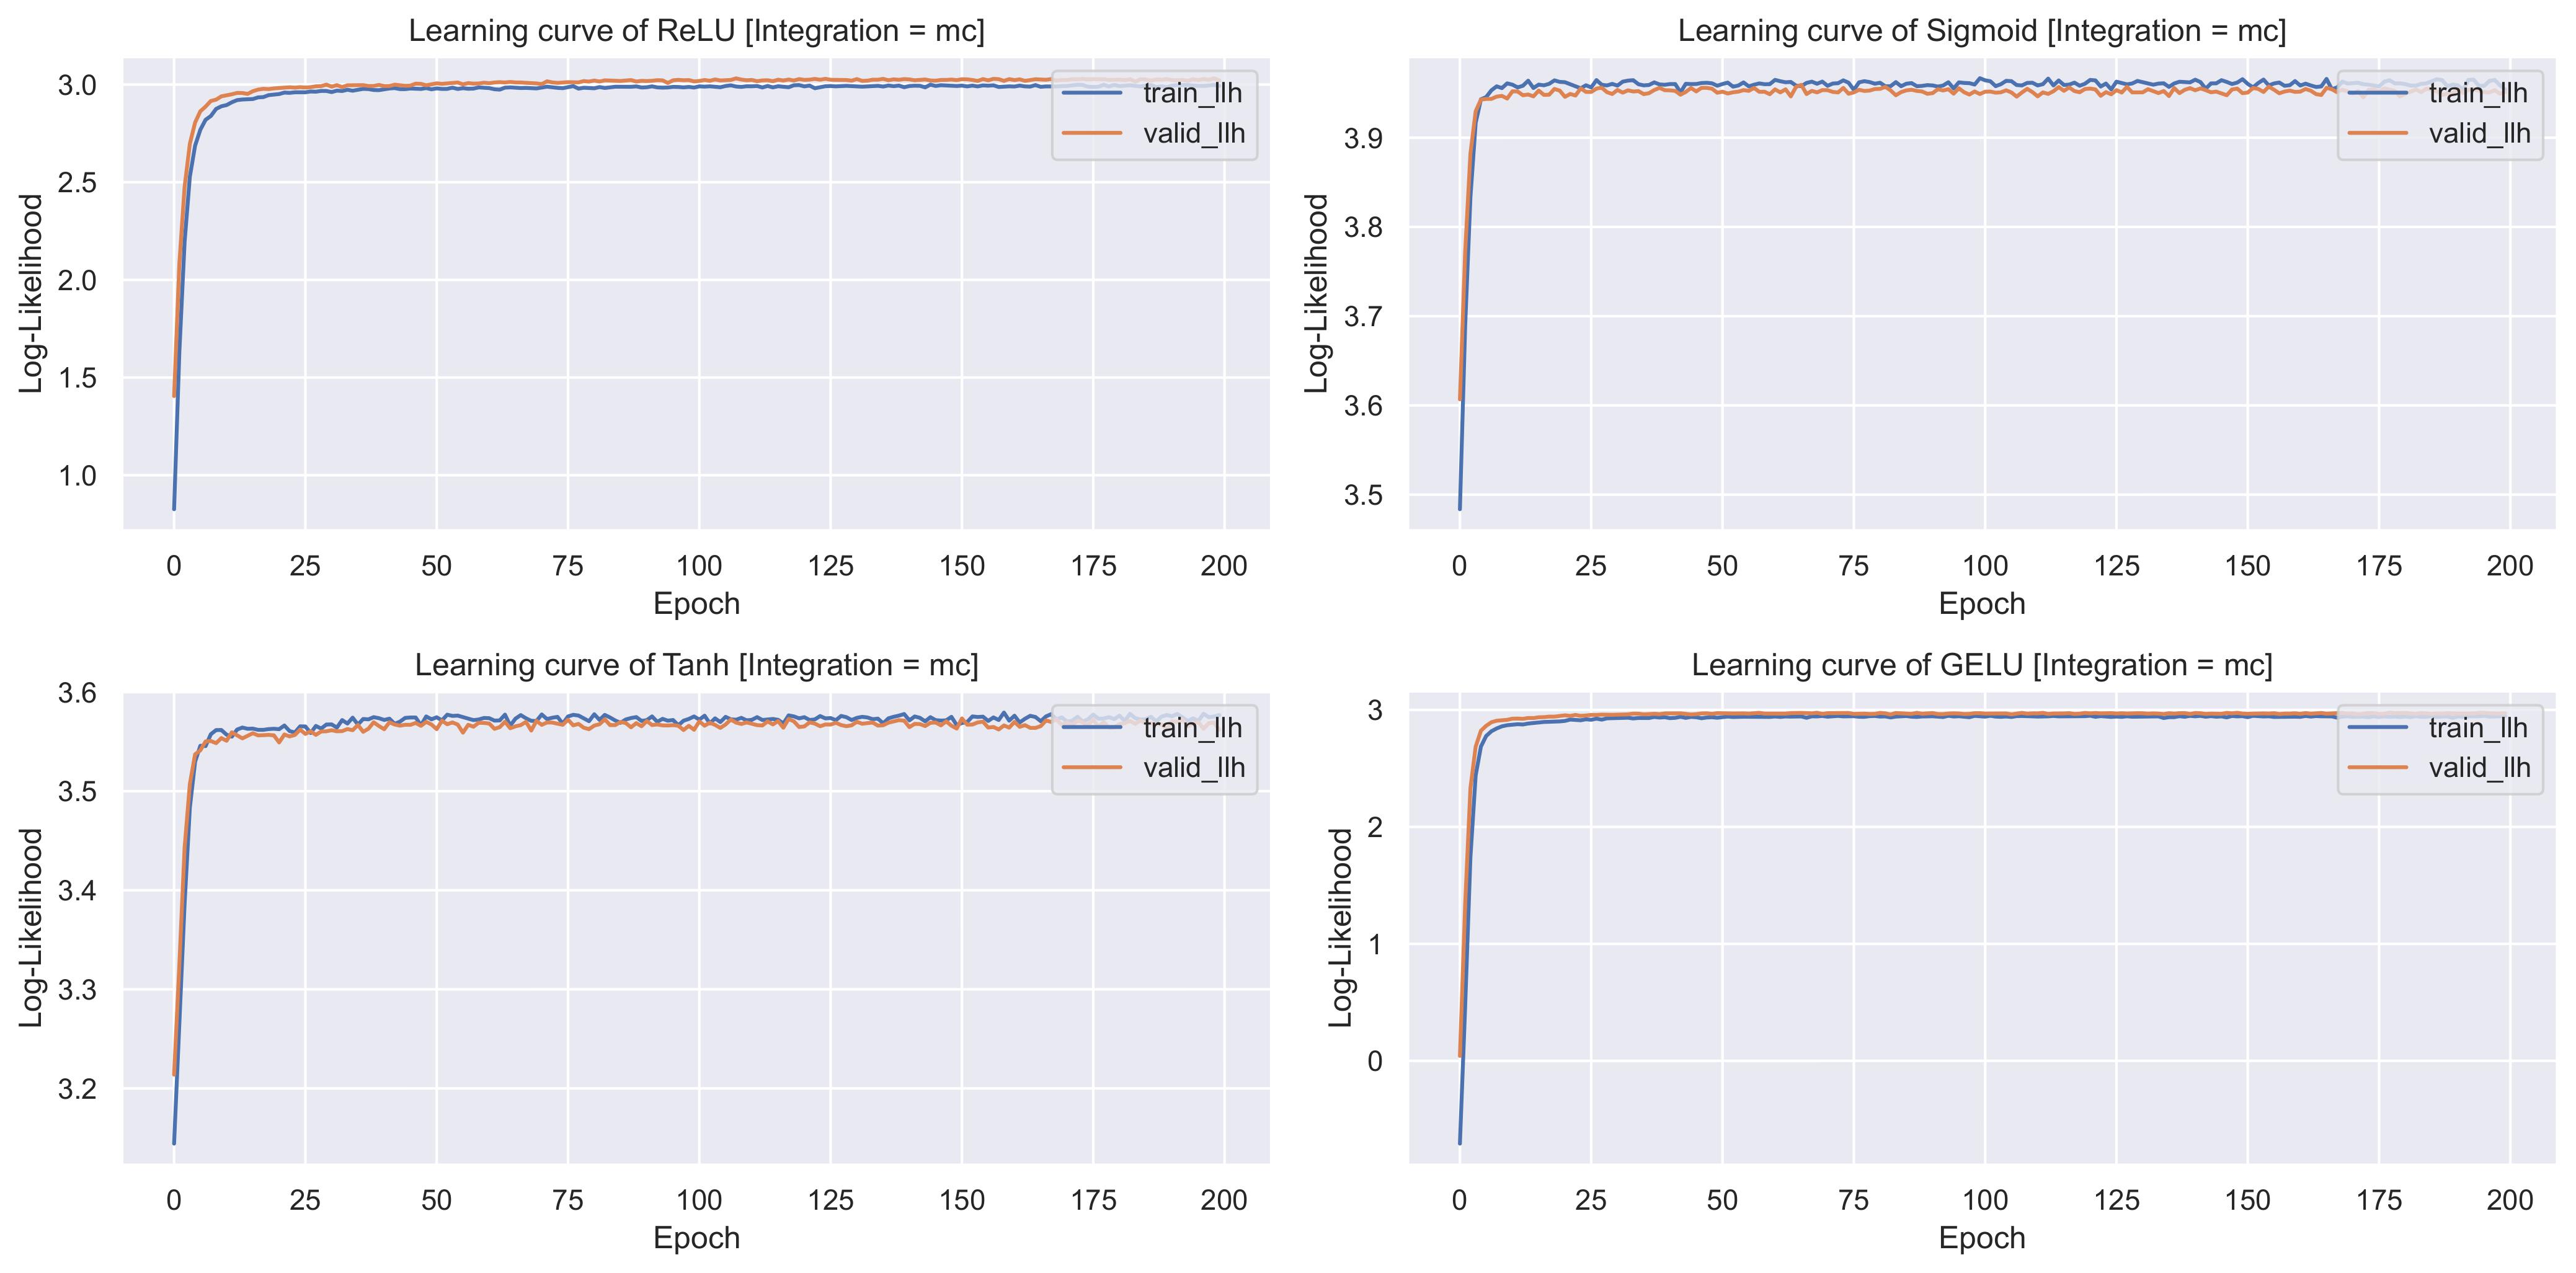 Learning curve of ReLU [Integration = mc]
Log-Likelihood
3.0
2.5
2.0
1.5
1.0
train_llh
valid_llh
0 25 50 75 100 125 150 175 200
Epoch
Learning curve of Sigmoid [Integration = mc]
Log-Likelihood
3.9
3.8
3.7
3.6
3.5
train_llh
valid_llh
0 25 50 75 100 125 150 175 200
Epoch
Learning curve of Tanh [Integration = mc]
Log-Likelihood
3.6
3.5
3.4
3.3
3.2
train_llh
valid_llh
0 25 50 75 100 125 150 175 200
Epoch
Learning curve of GELU [Integration = mc]
Log-Likelihood
3
2
1
0
train_llh
valid_llh
0 25 50 75 100 125 150 175 200
Epoch